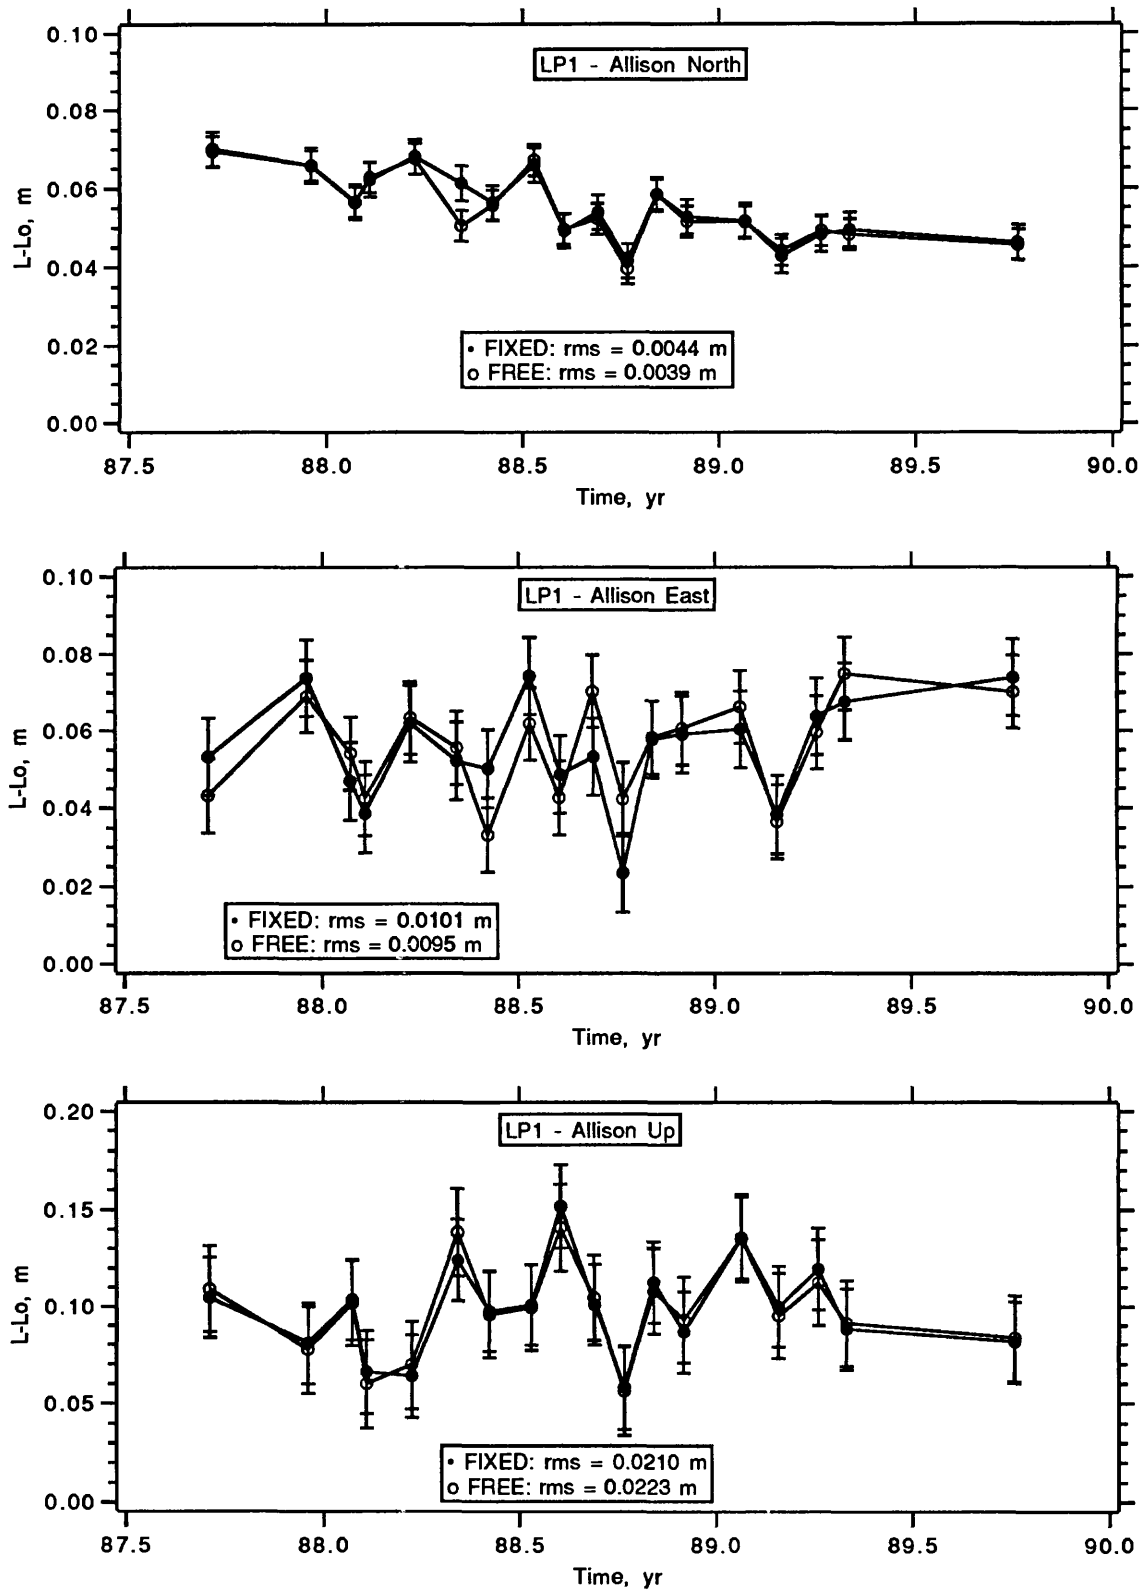 LP1 - Allison North
0.10
0.08
0.06
0.04
0.02
0.00
L-Lo, m
• FIXED: rms = 0.0044 m
o FREE: rms = 0.0039 m
87.5 88.0 88.5 89.0 89.5 90.0
Time, yr
LP1 - Allison East
0.10
0.08
0.06
0.04
0.02
0.00
L-Lo, m
• FIXED: rms = 0.0101 m
o FREE: rms = 0.0095 m
87.5 88.0 88.5 89.0 89.5 90.0
Time, yr
LP1 - Allison Up
0.20
0.15
0.10
0.05
0.00
L-Lo, m
• FIXED: rms = 0.0210 m
o FREE: rms = 0.0223 m
87.5 88.0 88.5 89.0 89.5 90.0
Time, yr